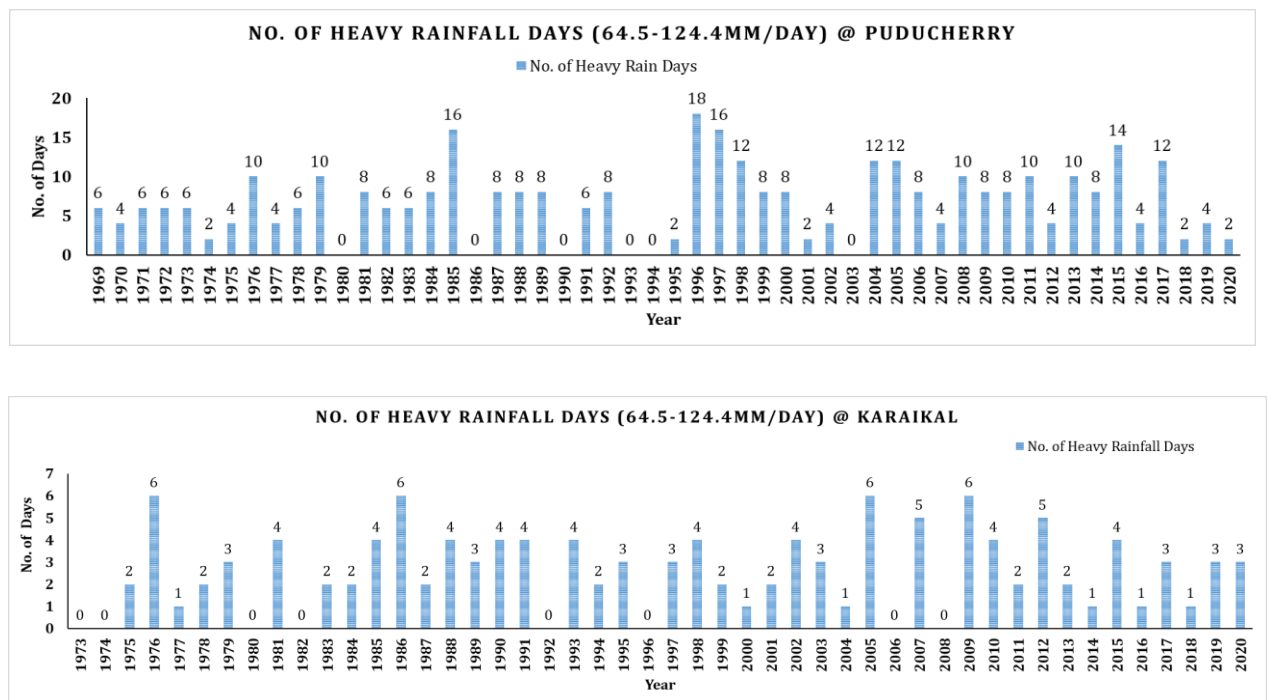 NO. OF HEAVY RAINFALL DAYS (64.5-124.4MM/DAY) @ PUDUCHERRY
No. of Heavy Rain Days
No. of Days
20
15
10
5
0
6 4 6 6 6 2 4 10 4 6 10 0 8 6 6 8 16 0 8 8 8 0 6 8 0 0 2 18 16 12 8 8 2 4 0 12 12 8 4 10 8 8 10 4 10 8 14 4 12 2 4 2
1969 1970 1971 1972 1973 1974 1975 1976 1977 1978 1979 1980 1981 1982 1983 1984 1985 1986 1987 1988 1989 1990 1991 1992 1993 1994 1995 1996 1997 1998 1999 2000 2001 2002 2003 2004 2005 2006 2007 2008 2009 2010 2011 2012 2013 2014 2015 2016 2017 2018 2019 2020
Year
NO. OF HEAVY RAINFALL DAYS (64.5-124.4MM/DAY) @ KARAIKAL
No. of Heavy Rainfall Days
No. of Days
7
6
5
4
3
2
1
0
0 0 2 6 1 2 3 0 4 0 2 2 4 6 2 4 3 4 4 0 4 2 3 0 3 4 2 1 2 4 3 1 6 0 5 0 6 4 2 5 2 1 4 1 3 1 3 3
1973 1974 1975 1976 1977 1978 1979 1980 1981 1982 1983 1984 1985 1986 1987 1988 1989 1990 1991 1992 1993 1994 1995 1996 1997 1998 1999 2000 2001 2002 2003 2004 2005 2006 2007 2008 2009 2010 2011 2012 2013 2014 2015 2016 2017 2018 2019 2020
Year